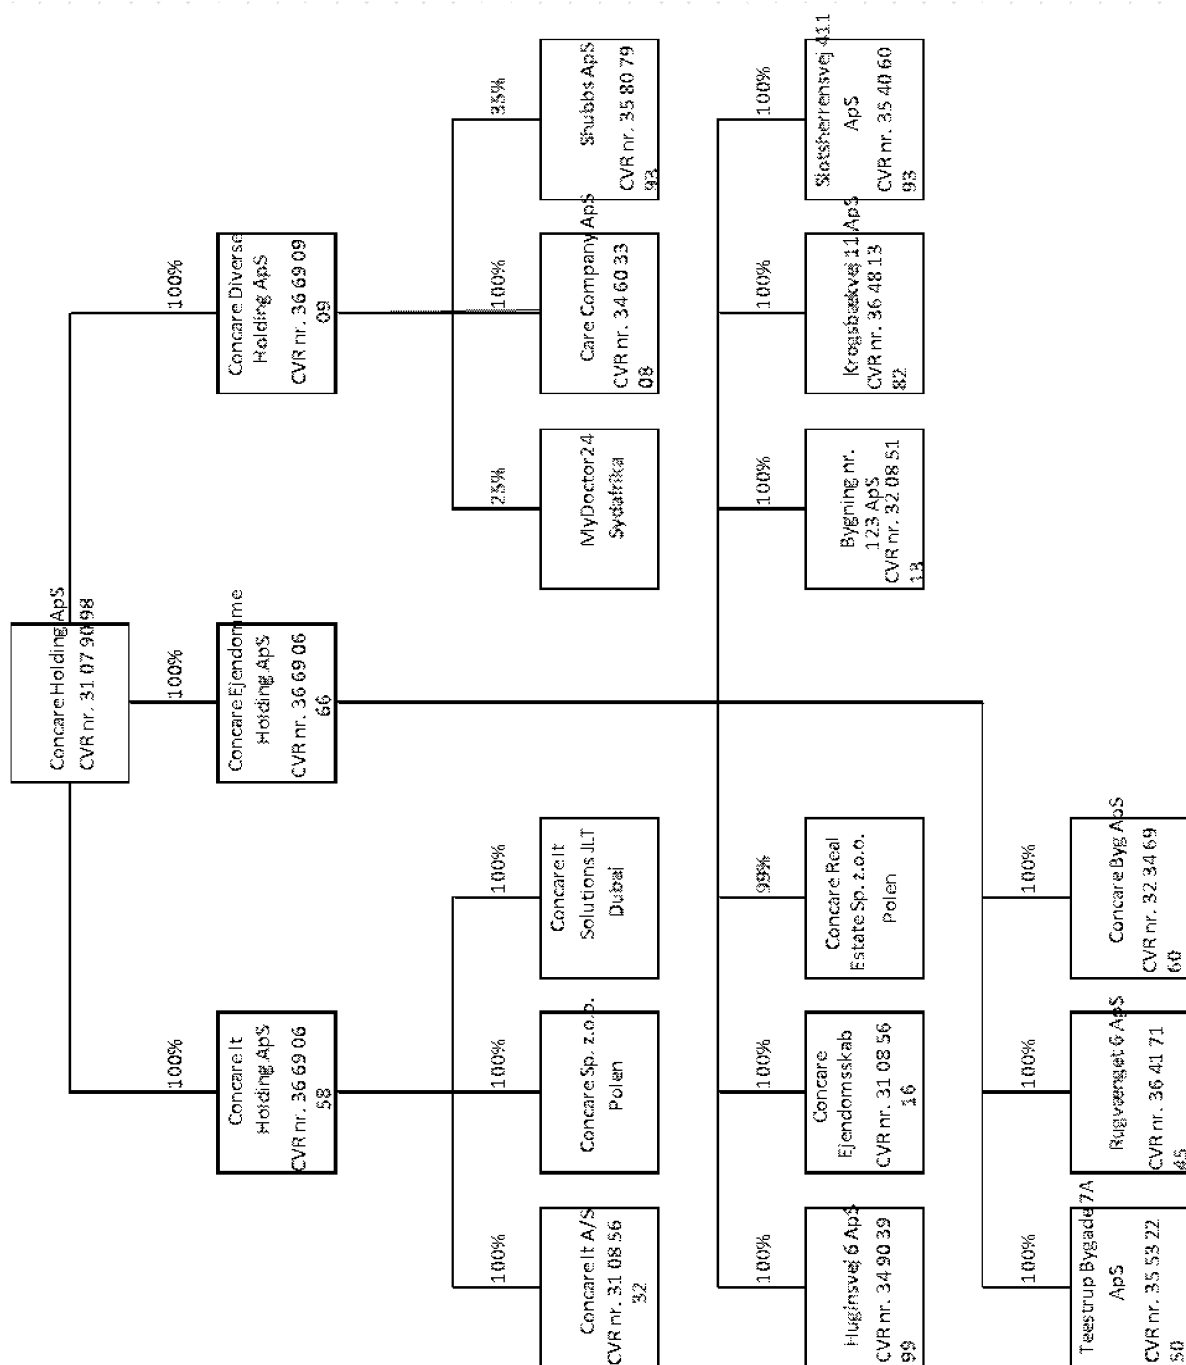 Concare Holding ApS
CVR nr. 31 07 90 98
100%
100%
100%
Concare It
Holding ApS
CVR nr. 36 69 06
58
Concare Ejendomme
Holding ApS
CVR nr. 36 69 06
66
Concare Diverse
Holding ApS
CVR nr. 36 69 09
09
100%
100%
100%
25%
100%
35%
Concare It A/S
CVR nr. 31 08 56
32
Concare Sp. z.o.o.
Polen
Concare It
Solutions JLT
Dubai
MyDoctor24
Sydafrika
Care Company ApS
CVR nr. 34 60 33
08
Shubbs ApS
CVR nr. 35 80 79
93
100%
100%
99%
100%
100%
100%
Huginsvej 6 ApS
CVR nr. 34 90 39
99
Concare
Ejendomsskab
CVR nr. 31 08 56
16
Concare Real
Estate Sp. z.o.o.
Polen
Bygning nr.
123 ApS
CVR nr. 32 08 51
13
Krogsbækvej 11 ApS
CVR nr. 36 48 13
82
Slotsherrensvej 411
ApS
CVR nr. 35 40 60
93
100%
100%
100%
Teestrup Bygade 7A
ApS
CVR nr. 35 53 22
50
Rugvænget 6 ApS
CVR nr. 36 41 71
45
Concare Byg ApS
CVR nr. 32 34 69
60